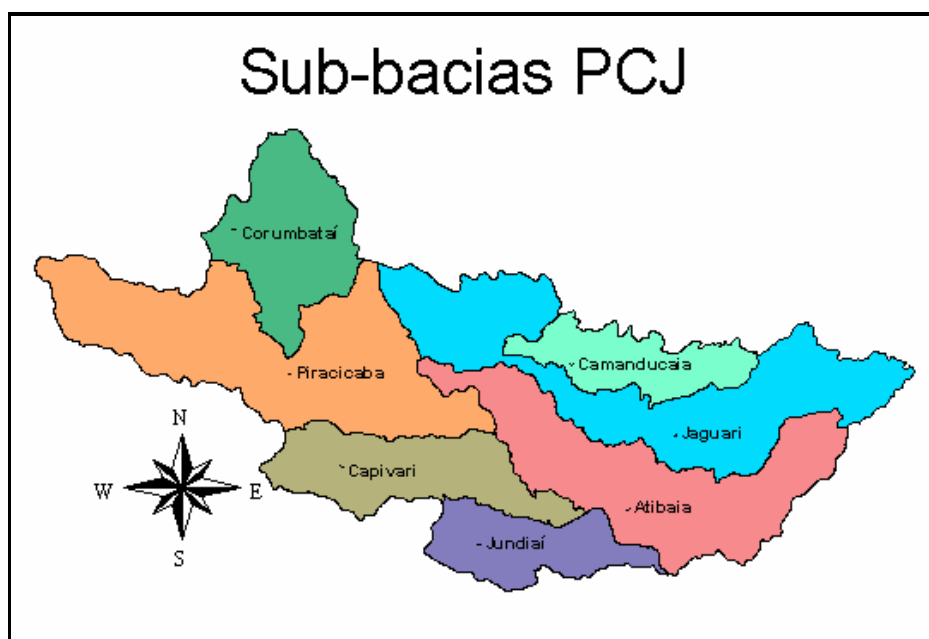 Sub-bacias PCJ
Corumbataí
Piracicaba
Camanducaia
Jaguari
Capivari
Atibaia
Jundiaí
N
W
E
S